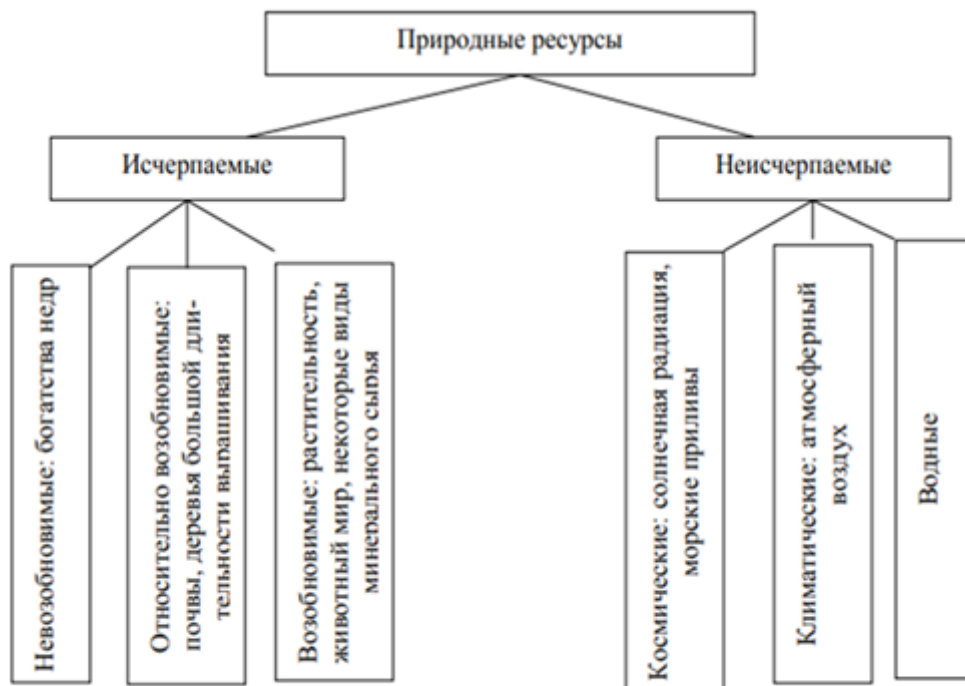 Природные ресурсы
Исчерпаемые
Неисчерпаемые
Невозобновимые: богатства недр
Относительно возобновимые:
почвы, деревья большой дли-
тельности выращивания
Возобновимые: растительность,
животный мир, некоторые виды
минерального сырья
Космические: солнечная радиация,
морские приливы
Климатические: атмосферный
воздух
Водные